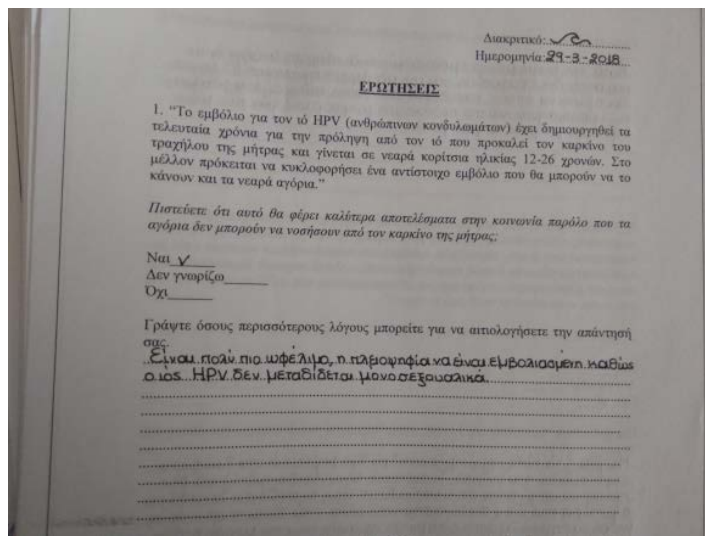 Διακριτικό:
Ημερομηνία: 29-3-2018
ΕΡΩΤΗΣΕΙΣ
1. “Το εμβόλιο για τον ιό HPV (ανθρώπινων κονδυλωμάτων) έχει δημιουργηθεί τα
τελευταία χρόνια για την πρόληψη από τον ιό που προκαλεί τον καρκίνο του
τραχήλου της μήτρας και γίνεται σε νεαρά κορίτσια ηλικίας 12-26 χρονών. Στο
μέλλον πρόκειται να κυκλοφορήσει ένα αντίστοιχο εμβόλιο που θα μπορούν να το
κάνουν και τα νεαρά αγόρια.”
Πιστεύετε ότι αυτό θα φέρει καλύτερα αποτελέσματα στην κοινωνία παρόλο που τα
αγόρια δεν μπορούν να νοσήσουν από τον καρκίνο της μήτρας;
Ναι ✓
Δεν γνωρίζω
Όχι
Γράψτε όσους περισσότερους λόγους μπορείτε για να αιτιολογήσετε την απάντησή
σας.
Είναι πολύ πιο ωφέλιμο, η πλειοψηφία να είναι εμβολιασμένη καθώς
ο ιος HPV δεν μεταδίδεται μονο σεξουαλικά.